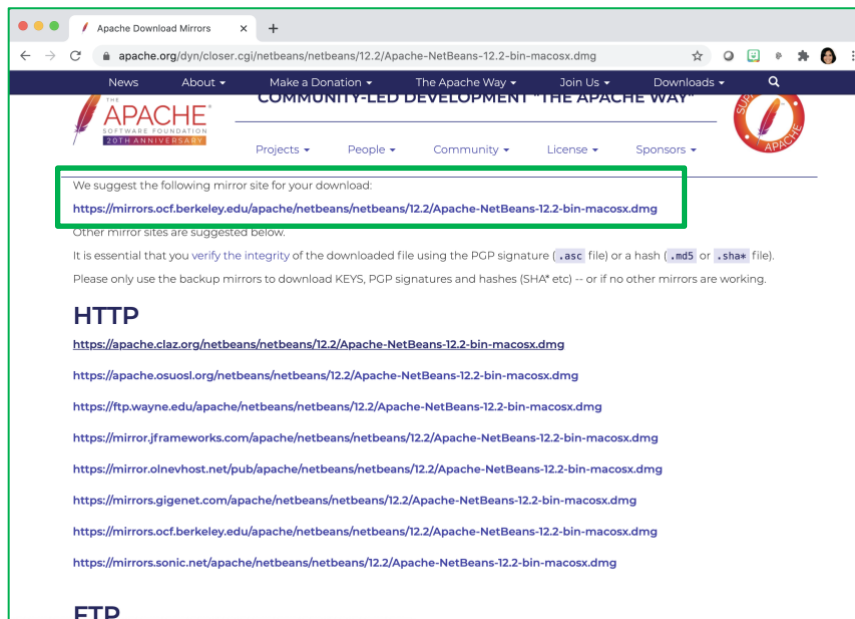 Apache Download Mirrors
apache.org/dyn/closer.cgi/netbeans/netbeans/12.2/Apache-NetBeans-12.2-bin-macosx.dmg
News About Make a Donation The Apache Way Join Us Downloads
COMMUNITY-LED DEVELOPMENT "THE APACHE WAY"
THE
APACHE®
SOFTWARE FOUNDATION
20TH ANNIVERSARY
APACHE
Projects People Community License Sponsors
We suggest the following mirror site for your download:
https://mirrors.ocf.berkeley.edu/apache/netbeans/netbeans/12.2/Apache-NetBeans-12.2-bin-macosx.dmg
Other mirror sites are suggested below.
It is essential that you verify the integrity of the downloaded file using the PGP signature (.asc file) or a hash (.md5 or .sha* file).
Please only use the backup mirrors to download KEYS, PGP signatures and hashes (SHA* etc) -- or if no other mirrors are working.
HTTP
https://apache.claz.org/netbeans/netbeans/12.2/Apache-NetBeans-12.2-bin-macosx.dmg
https://apache.osuosl.org/netbeans/netbeans/12.2/Apache-NetBeans-12.2-bin-macosx.dmg
https://ftp.wayne.edu/apache/netbeans/netbeans/12.2/Apache-NetBeans-12.2-bin-macosx.dmg
https://mirror.jframeworks.com/apache/netbeans/netbeans/12.2/Apache-NetBeans-12.2-bin-macosx.dmg
https://mirror.olnevhost.net/pub/apache/netbeans/netbeans/12.2/Apache-NetBeans-12.2-bin-macosx.dmg
https://mirrors.gigenet.com/apache/netbeans/netbeans/12.2/Apache-NetBeans-12.2-bin-macosx.dmg
https://mirrors.ocf.berkeley.edu/apache/netbeans/netbeans/12.2/Apache-NetBeans-12.2-bin-macosx.dmg
https://mirrors.sonic.net/apache/netbeans/netbeans/12.2/Apache-NetBeans-12.2-bin-macosx.dmg
FTP